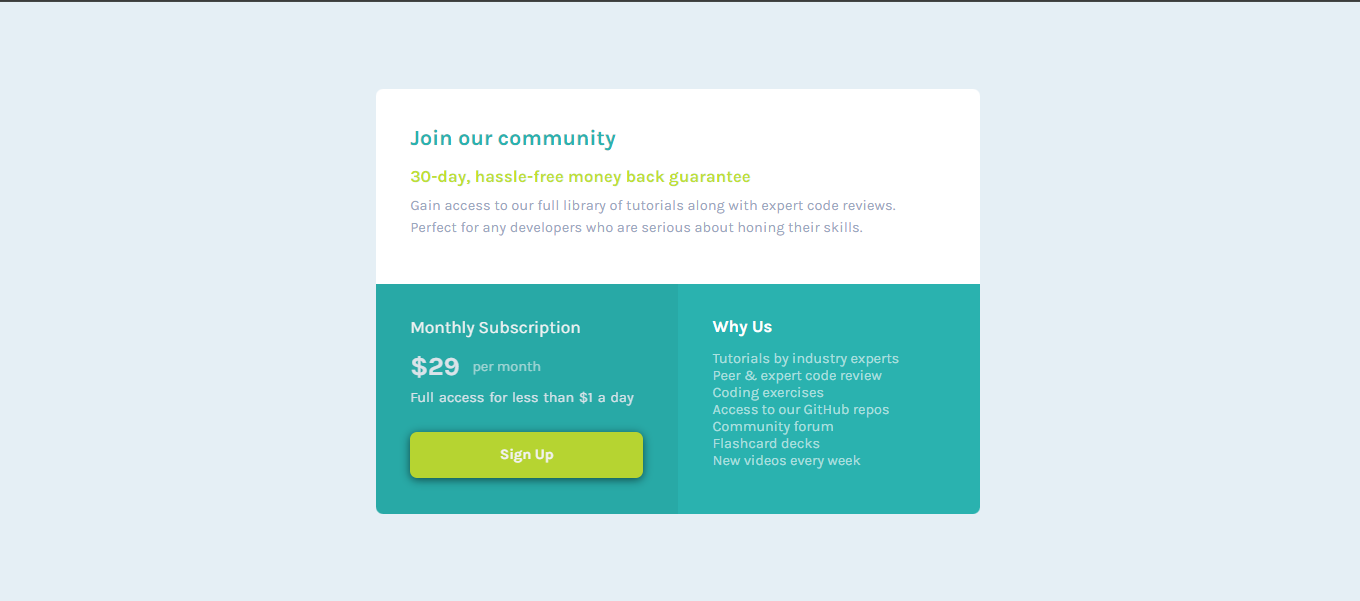 Join our community
30-day, hassle-free money back guarantee
Gain access to our full library of tutorials along with expert code reviews.
Perfect for any developers who are serious about honing their skills.
Monthly Subscription
$29 per month
Full access for less than $1 a day
Sign Up
Why Us
Tutorials by industry experts
Peer & expert code review
Coding exercises
Access to our GitHub repos
Community forum
Flashcard decks
New videos every week